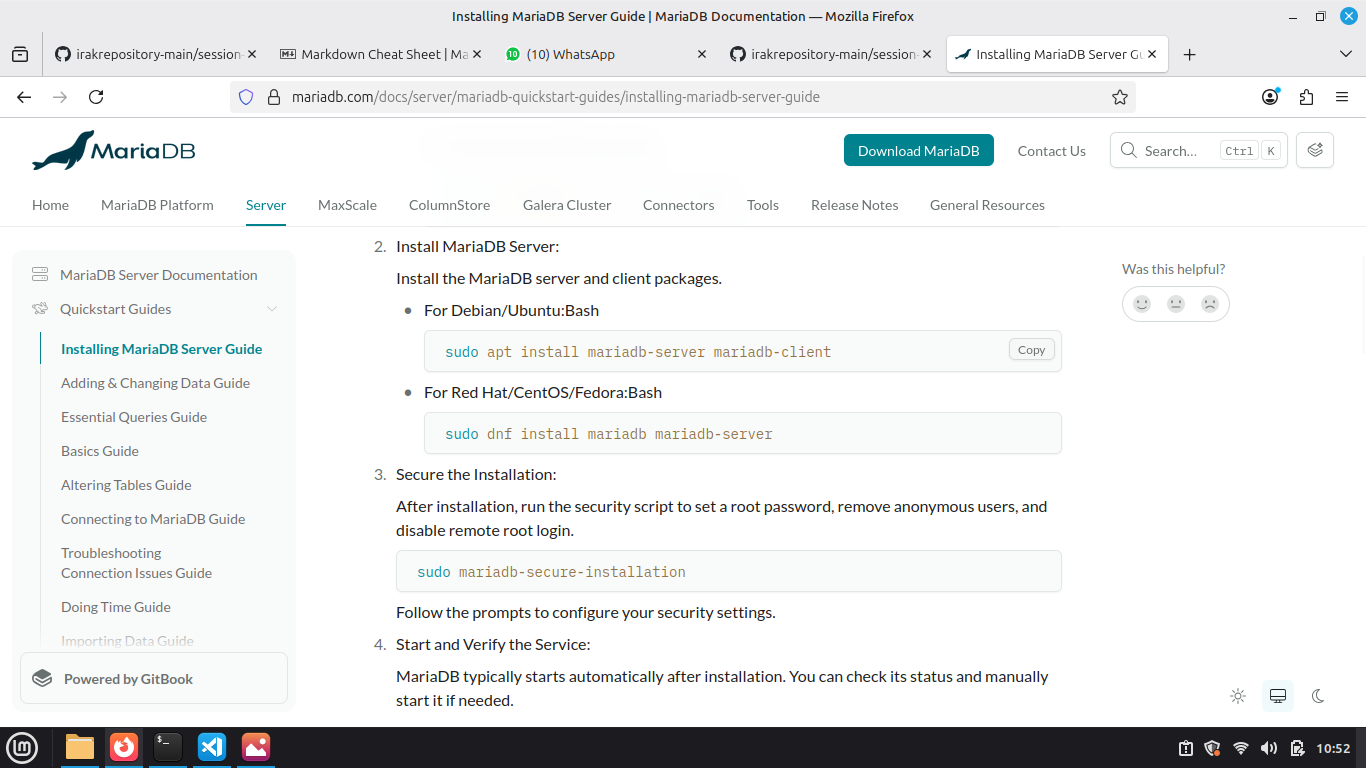 Installing MariaDB Server Guide | MariaDB Documentation — Mozilla Firefox
irakrepository-main/session-
Markdown Cheat Sheet | Ma
10 (10) WhatsApp
irakrepository-main/session-
Installing MariaDB Server Gu
mariadb.com/docs/server/mariadb-quickstart-guides/installing-mariadb-server-guide
MariaDB
Download MariaDB
Contact Us
Search...
Ctrl K
Home
MariaDB Platform
Server
MaxScale
ColumnStore
Galera Cluster
Connectors
Tools
Release Notes
General Resources
MariaDB Server Documentation
Quickstart Guides
Installing MariaDB Server Guide
Adding & Changing Data Guide
Essential Queries Guide
Basics Guide
Altering Tables Guide
Connecting to MariaDB Guide
Troubleshooting
Connection Issues Guide
Doing Time Guide
Importing Data Guide
Powered by GitBook
2. Install MariaDB Server:
Install the MariaDB server and client packages.
• For Debian/Ubuntu:Bash
sudo apt install mariadb-server mariadb-client
Copy
• For Red Hat/CentOS/Fedora:Bash
sudo dnf install mariadb mariadb-server
3. Secure the Installation:
After installation, run the security script to set a root password, remove anonymous users, and
disable remote root login.
sudo mariadb-secure-installation
Follow the prompts to configure your security settings.
4. Start and Verify the Service:
MariaDB typically starts automatically after installation. You can check its status and manually
start it if needed.
Was this helpful?
10:52